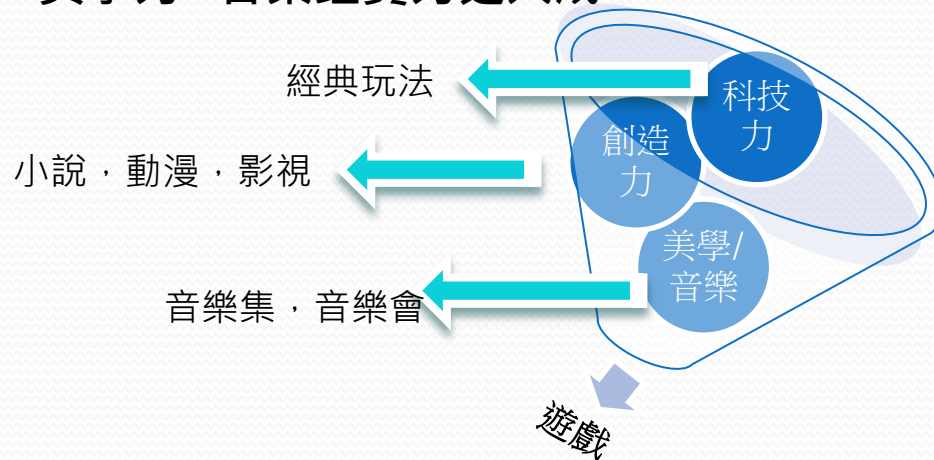 經典玩法
科技
力
創造
力
小說，動漫，影視
美學/
音樂
音樂集，音樂會
遊戲